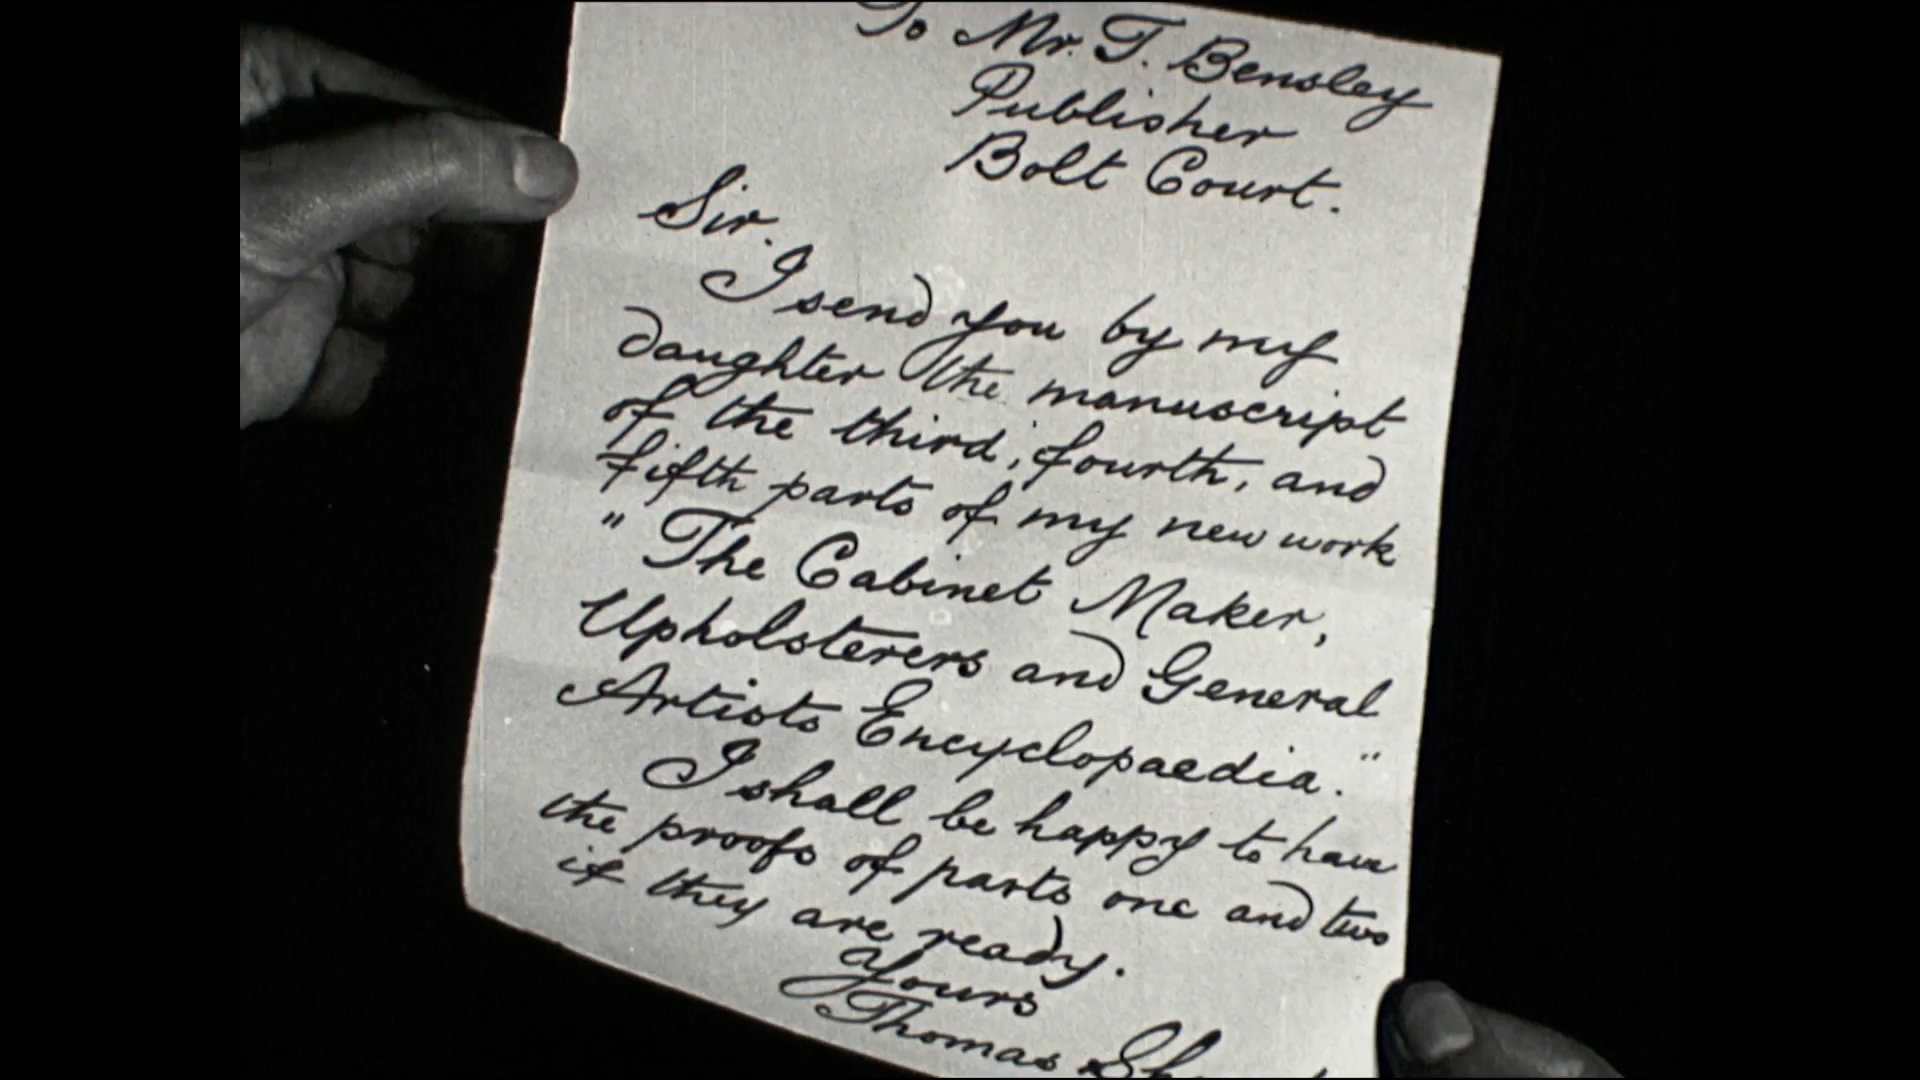 To Mr. T. Bensley
Publisher
Bolt Court.
Sir.
I send you by my
daughter the manuscript
of the third, fourth, and
fifth parts of my new work
" The Cabinet Maker,
Upholsterers and General
Artists Encyclopaedia."
I shall be happy to have
the proofs of parts one and two
if they are ready.
Yours
Thomas